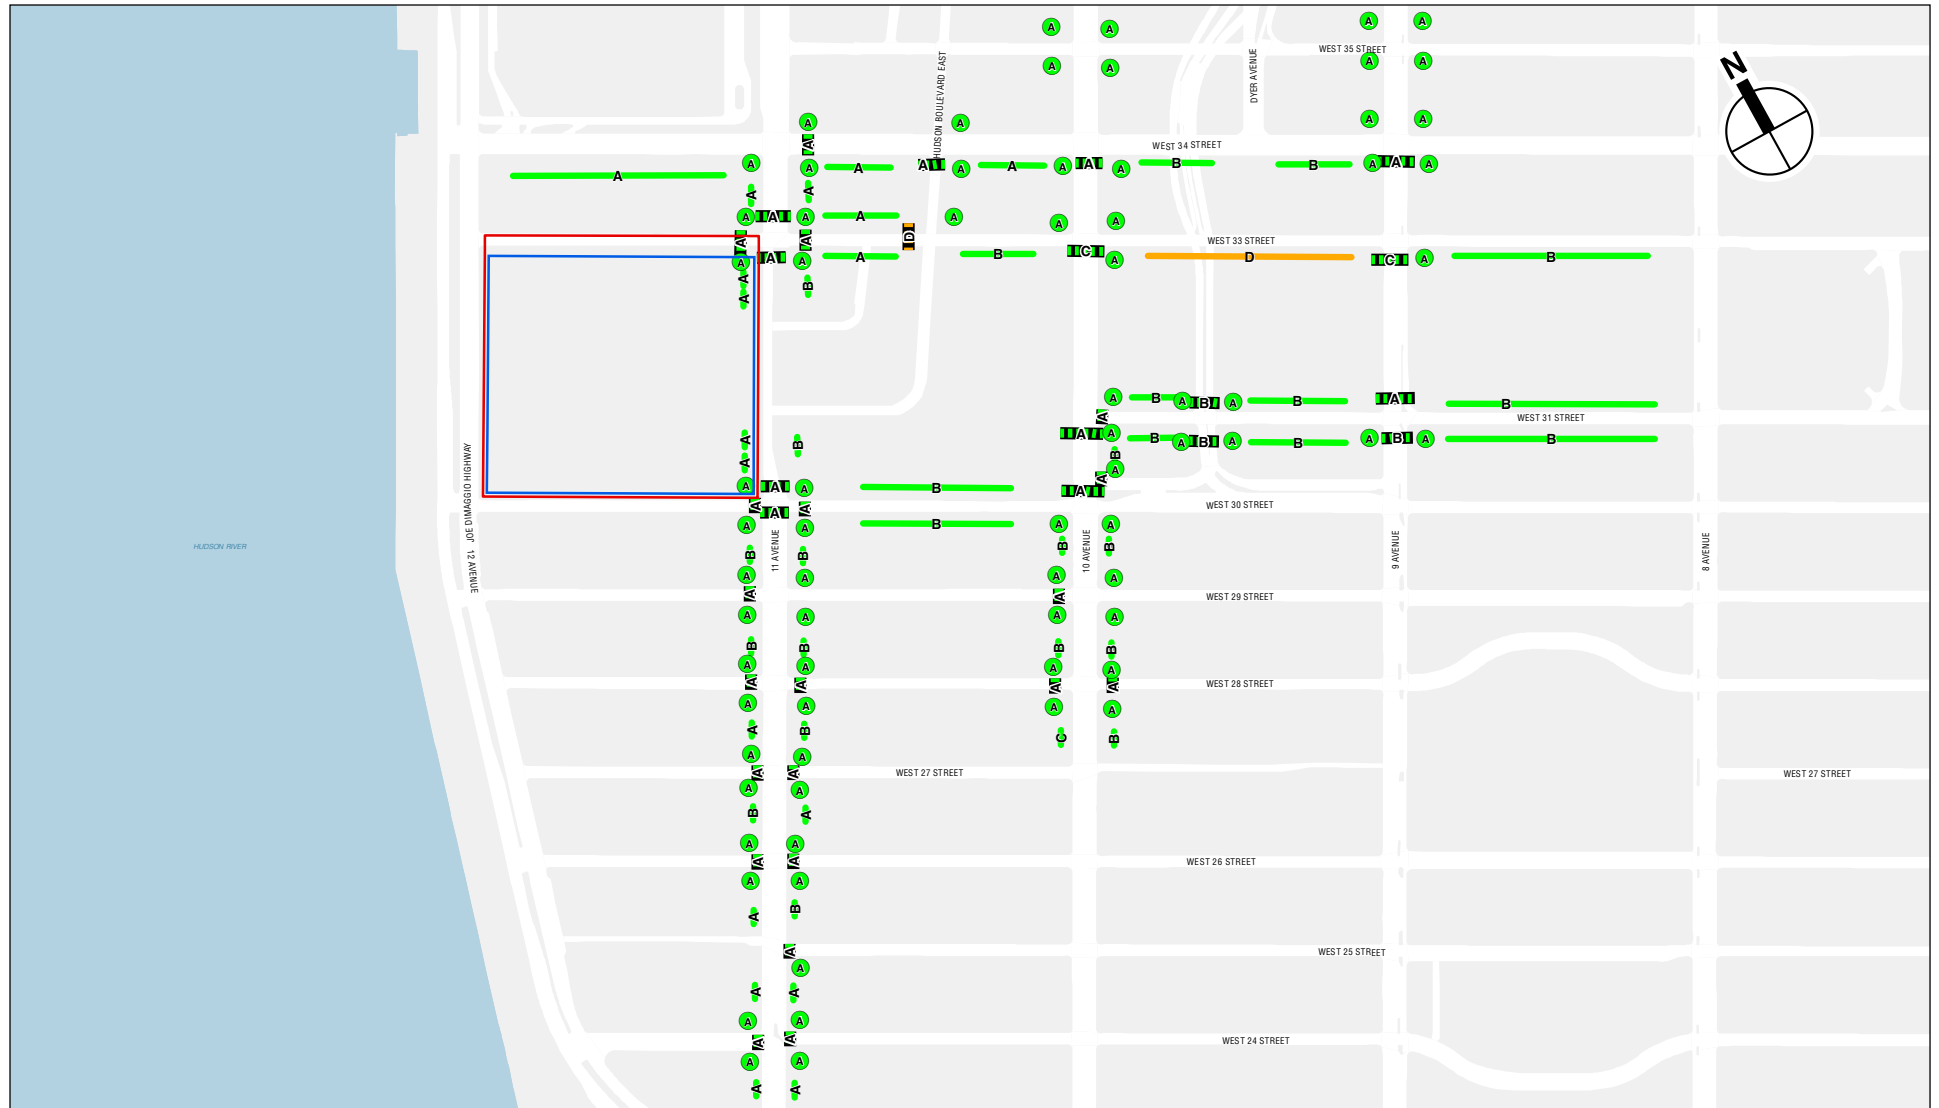 A A A A
WEST 35 STREET
A A A A
N
HUDSON BOULEVARD EAST
DYER AVENUE
A A A A
A WEST 34 STREET
A A A A A A A A A B B A A A
A
A A
A A A A A A A
A A D WEST 33 STREET
A A A A B C A D C A B
A B
A
A B A B A B A B
A WEST 31 STREET
A B A A B A B A B A B A B
B
A A A
A A A B A
A A WEST 30 STREET
A A A B A A
JOE DIMAGGIO HIGHWAY
12 AVENUE
11 AVENUE
10 AVENUE
9 AVENUE
8 AVENUE
HUDSON RIVER
B B B B
A A A A
A A WEST 29 STREET
A A A A
B B B B
A A A A
A A A A WEST 28 STREET
A A A A
A B C B
A A
A A WEST 27 STREET WEST 27 STREET
A A
B A
A A
A A WEST 26 STREET
A A
A B
A WEST 25 STREET
A
A A
A A
A A WEST 24 STREET
A A
A A